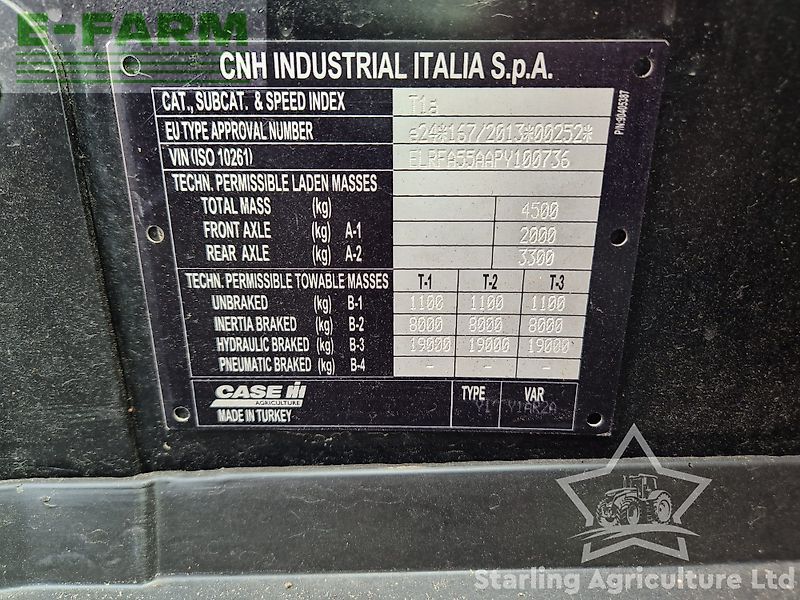 E-FARM
CNH INDUSTRIAL ITALIA S.p.A.
CAT., SUBCAT. & SPEED INDEX T1a
EU TYPE APPROVAL NUMBER e24*167/2013*00252*
VIN (ISO 10261) ELRFA55AAPY100736
TECHN. PERMISSIBLE LADEN MASSES
TOTAL MASS (kg) 4500
FRONT AXLE (kg) A-1 2000
REAR AXLE (kg) A-2 3300
TECHN. PERMISSIBLE TOWABLE MASSES T-1 T-2 T-3
UNBRAKED (kg) B-1 1100 1100 1100
INERTIA BRAKED (kg) B-2 8000 8000 8000
HYDRAULIC BRAKED (kg) B-3 19000 19000 19000
PNEUMATIC BRAKED (kg) B-4 - - -
CASE IH
AGRICULTURE
MADE IN TURKEY
TYPE VAR
V1 V1AR2A
P/N:90405387
Starling Agriculture Ltd